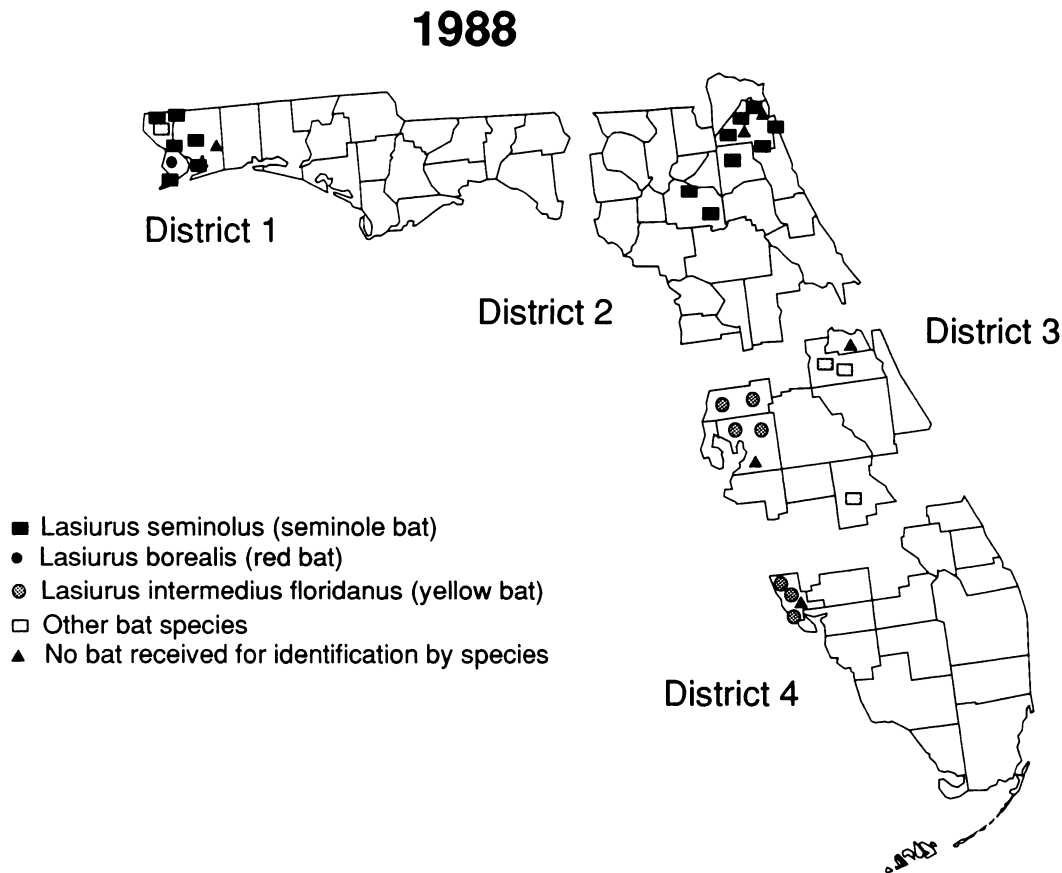 1988
District 1
District 2
District 3
Lasiurus seminolus (seminole bat)
Lasiurus borealis (red bat)
Lasiurus intermedius floridanus (yellow bat)
Other bat species
No bat received for identification by species
District 4